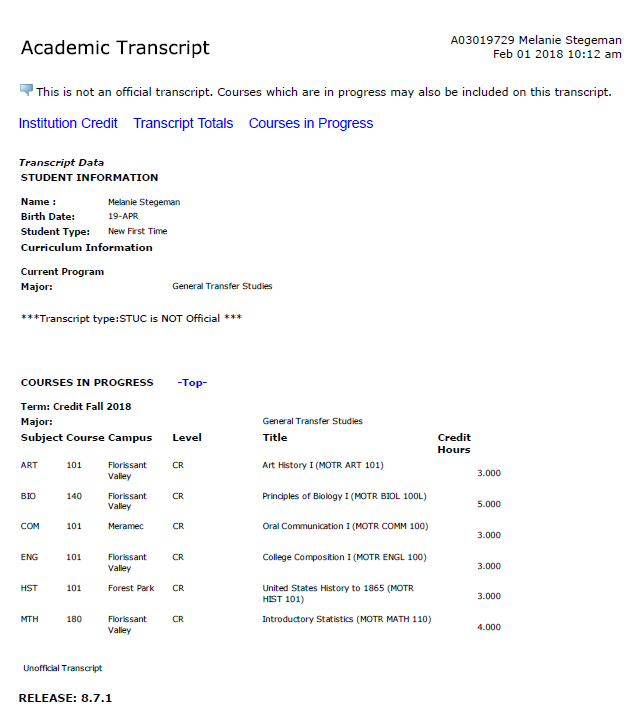 Academic Transcript
A03019729 Melanie Stegeman
Feb 01 2018 10:12 am
This is not an official transcript. Courses which are in progress may also be included on this transcript.
Institution Credit Transcript Totals Courses in Progress
Transcript Data
STUDENT INFORMATION
Name : Melanie Stegeman
Birth Date: 19-APR
Student Type: New First Time
Curriculum Information
Current Program
Major: General Transfer Studies
***Transcript type:STUC is NOT Official ***
COURSES IN PROGRESS -Top-
Term: Credit Fall 2018
Major: General Transfer Studies
Subject Course Campus Level Title Credit
Hours
ART 101 Florissant CR Art History I (MOTR ART 101)
Valley 3.000
BIO 140 Florissant CR Principles of Biology I (MOTR BIOL 100L)
Valley 5.000
COM 101 Meramec CR Oral Communication I (MOTR COMM 100)
3.000
ENG 101 Florissant CR College Composition I (MOTR ENGL 100)
Valley 3.000
HST 101 Forest Park CR United States History to 1865 (MOTR
HIST 101) 3.000
MTH 180 Florissant CR Introductory Statistics (MOTR MATH 110)
Valley 4.000
Unofficial Transcript
RELEASE: 8.7.1